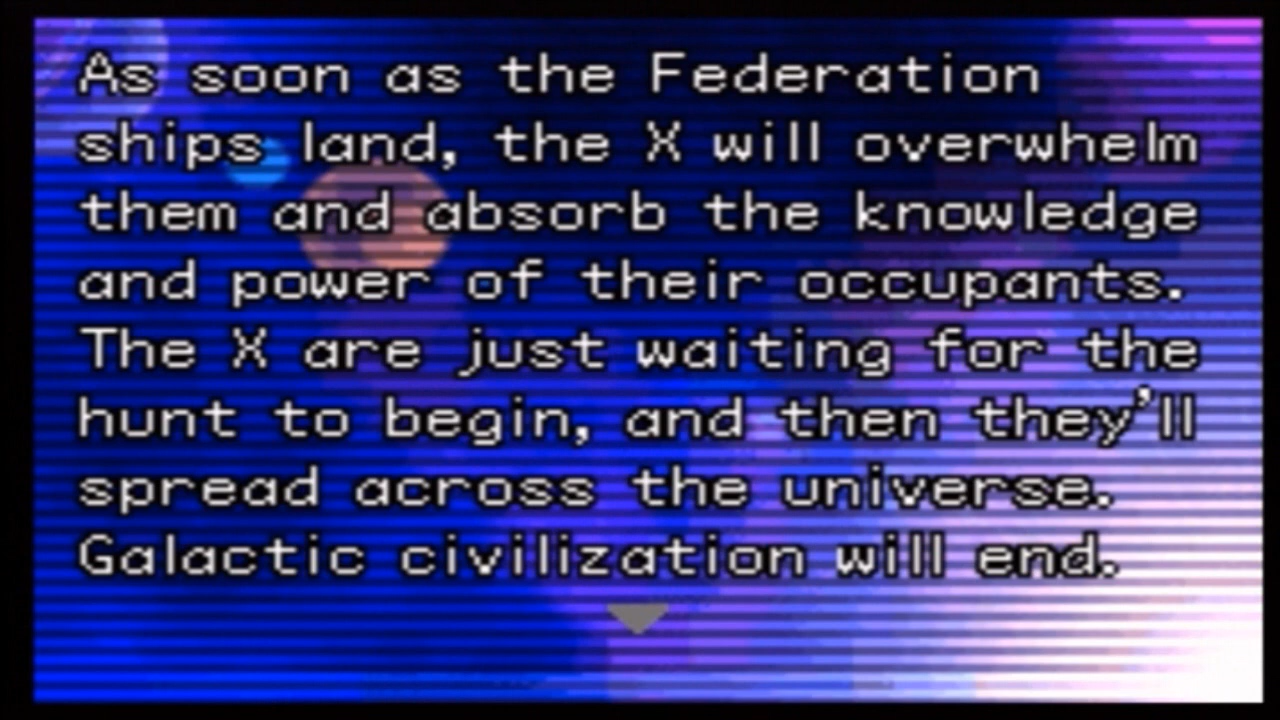 As soon as the Federation
ships land, the X will overwhelm
them and absorb the knowledge
and power of their occupants.
The X are just waiting for the
hunt to begin, and then they'll
spread across the universe.
Galactic civilization will end.